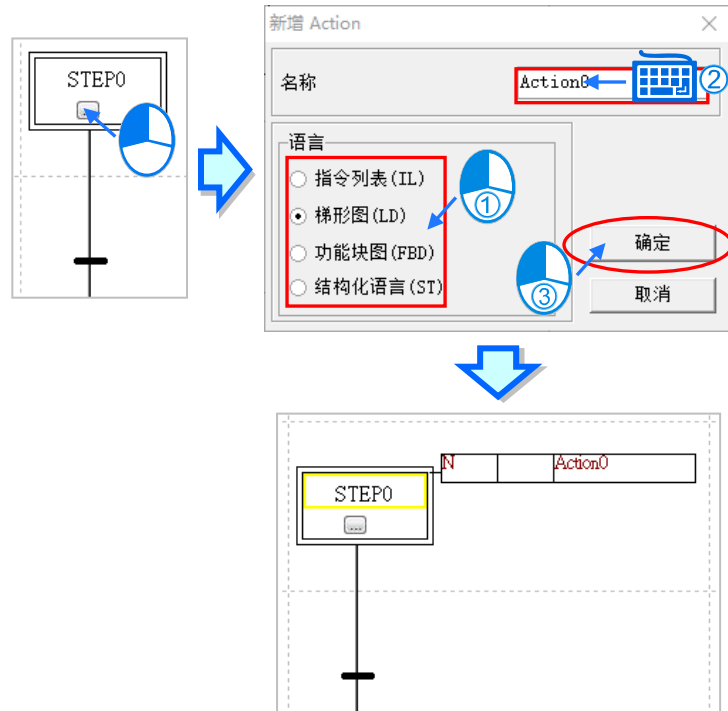 STEP0
...
新增 Action
名称
Action0
②
语言
指令列表(IL)
梯形图(LD)
功能块图(FBD)
结构化语言(ST)
①
③
确定
取消
STEP0
...
N
Action0